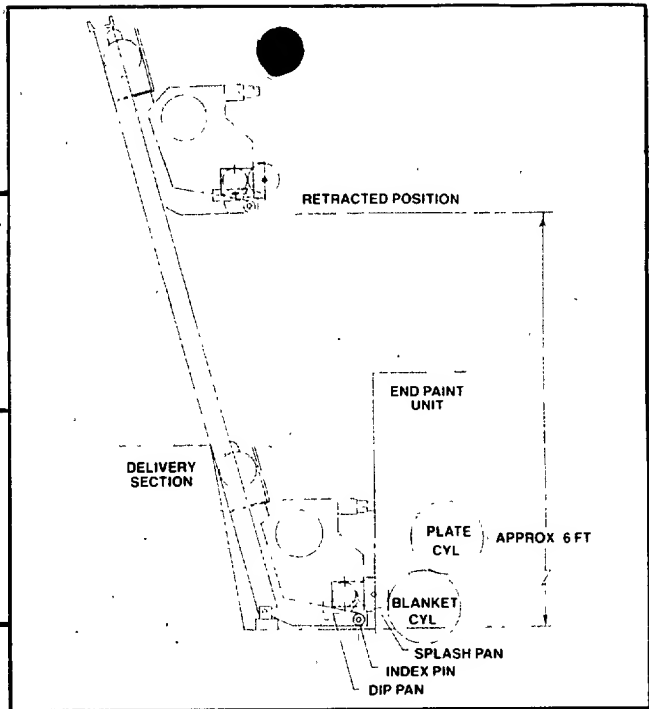 RETRACTED POSITION
END PAINT
UNIT
DELIVERY
SECTION
PLATE
CYL
APPROX 6 FT
BLANKET
CYL
SPLASH PAN
INDEX PIN
DIP PAN